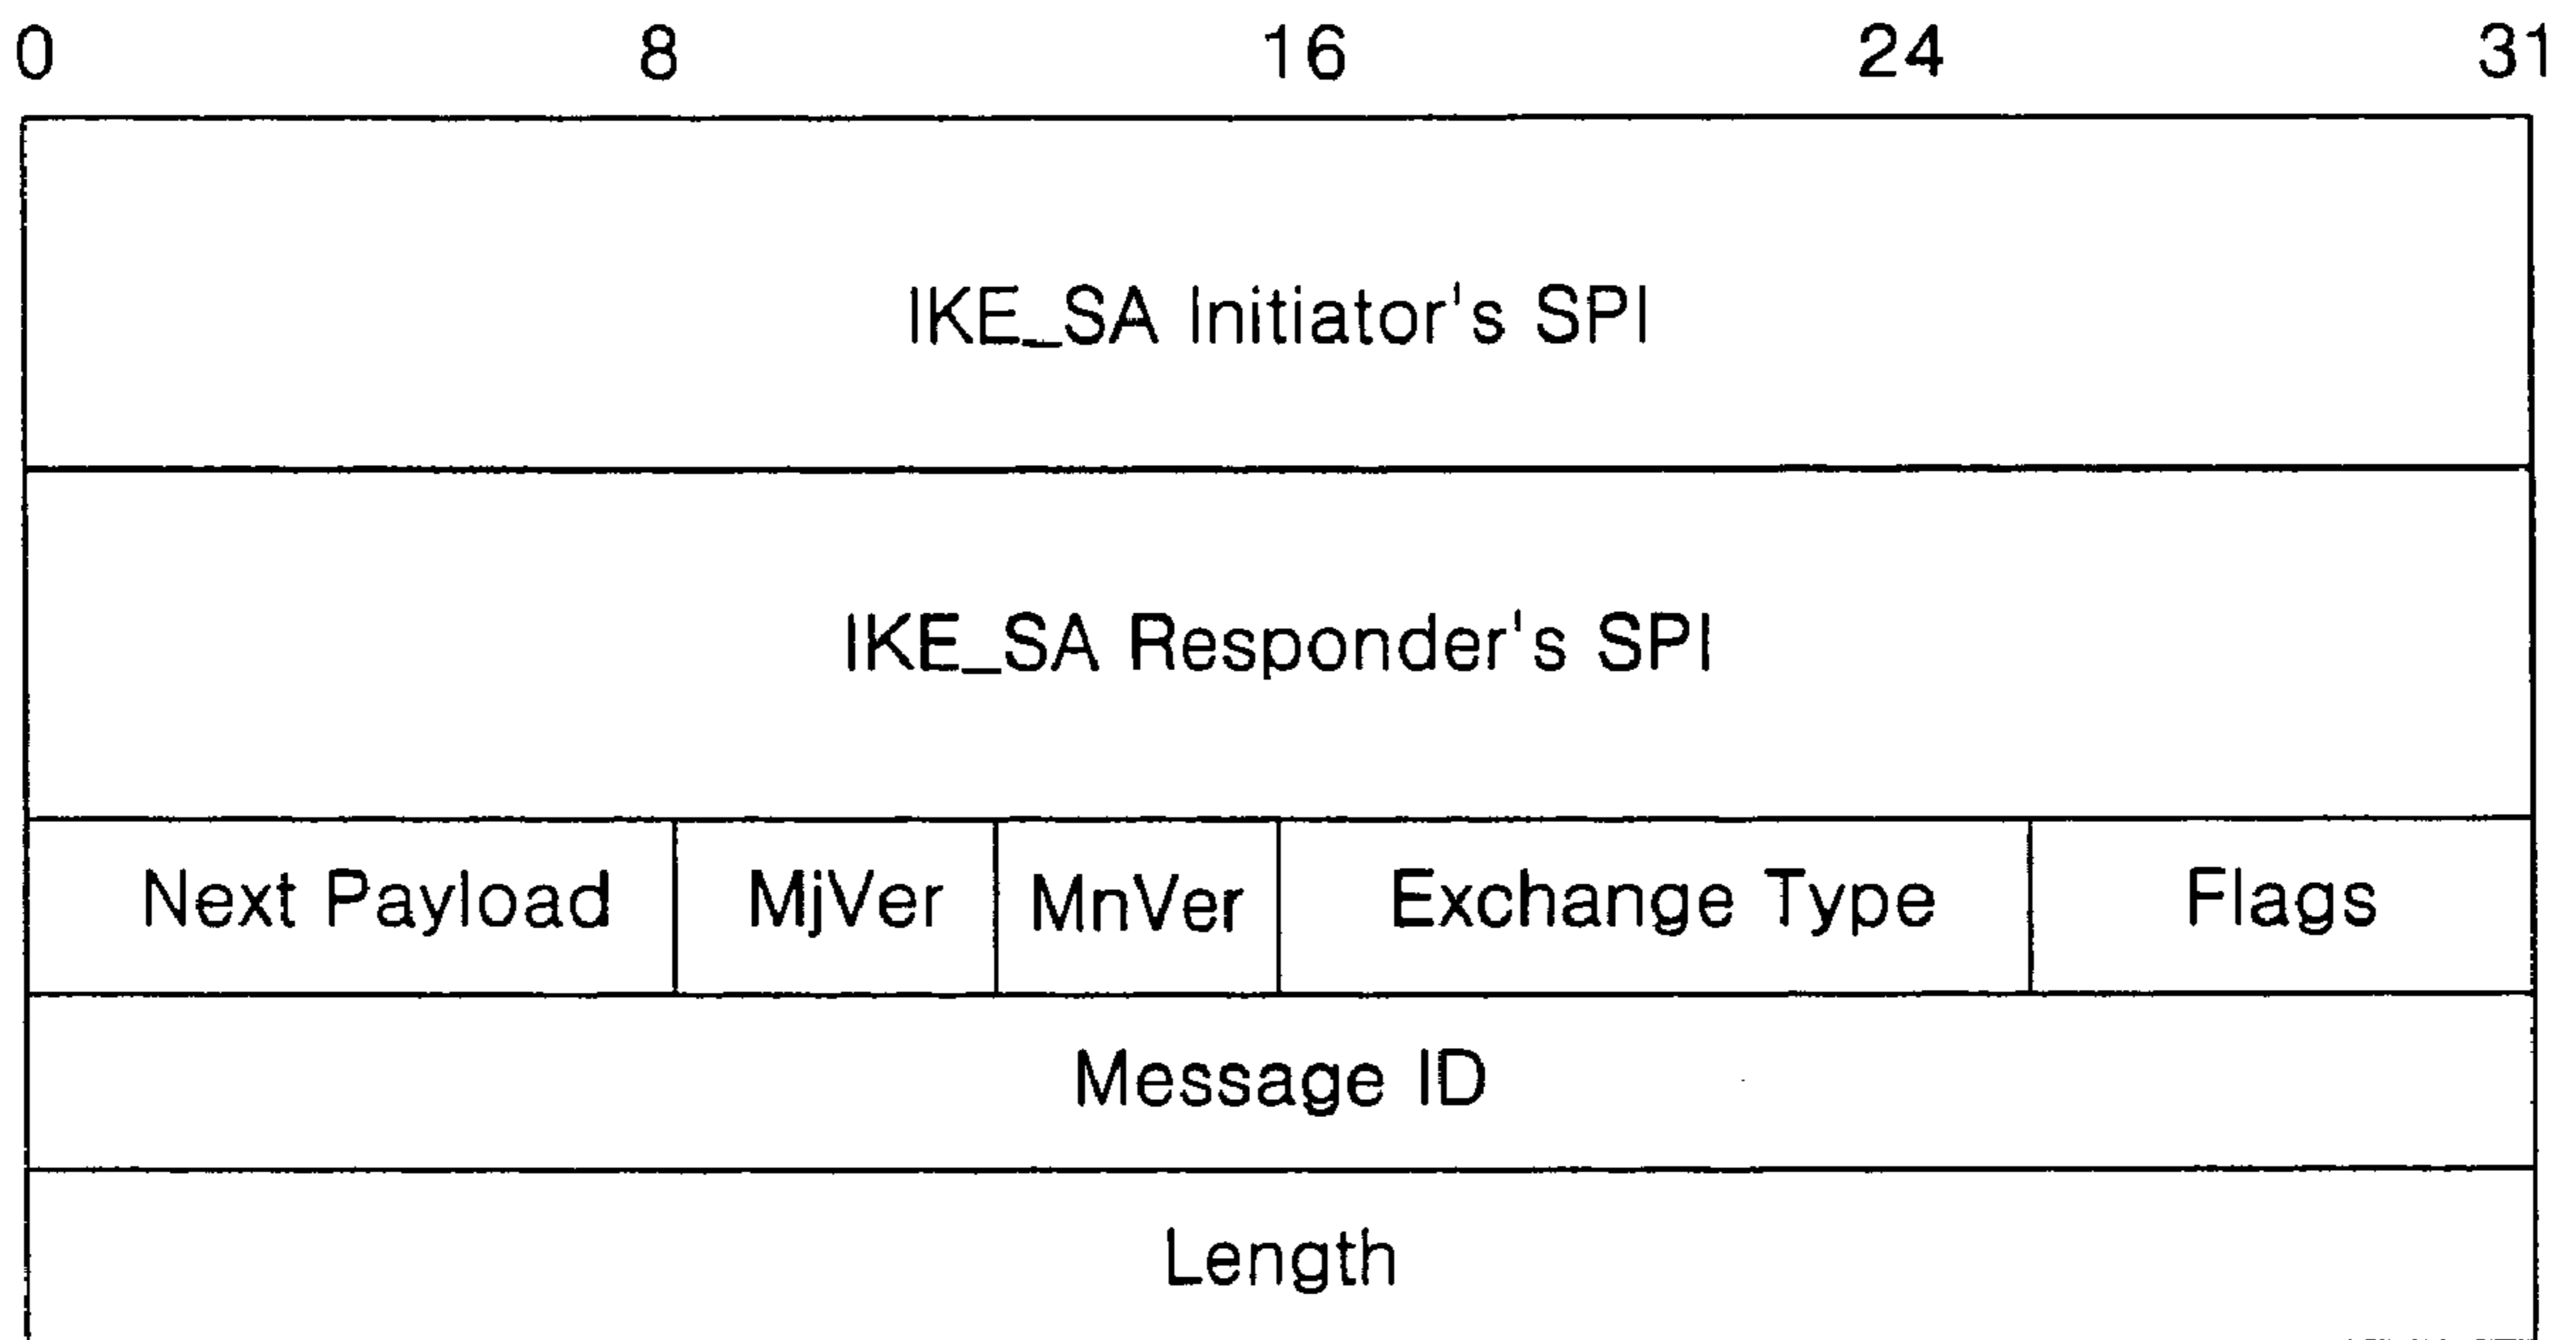 0 8 16 24 31
IKE_SA Initiator's SPI
IKE_SA Responder's SPI
Next Payload MjVer MnVer Exchange Type Flags
Message ID
Length